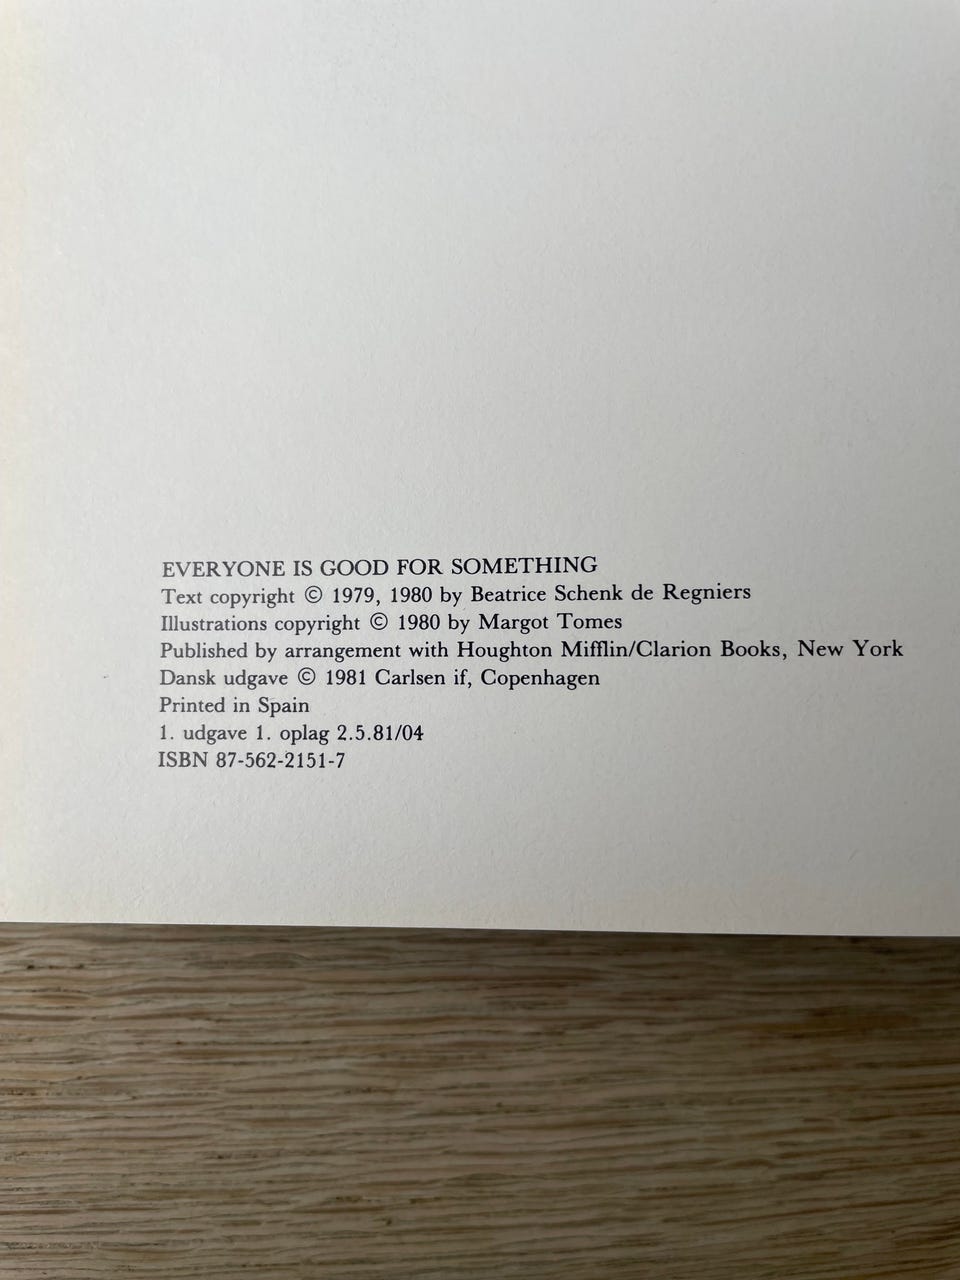 EVERYONE IS GOOD FOR SOMETHING
Text copyright © 1979, 1980 by Beatrice Schenk de Regniers
Illustrations copyright © 1980 by Margot Tomes
Published by arrangement with Houghton Mifflin/Clarion Books, New York
Dansk udgave © 1981 Carlsen if, Copenhagen
Printed in Spain
1. udgave 1. oplag 2.5.81/04
ISBN 87-562-2151-7